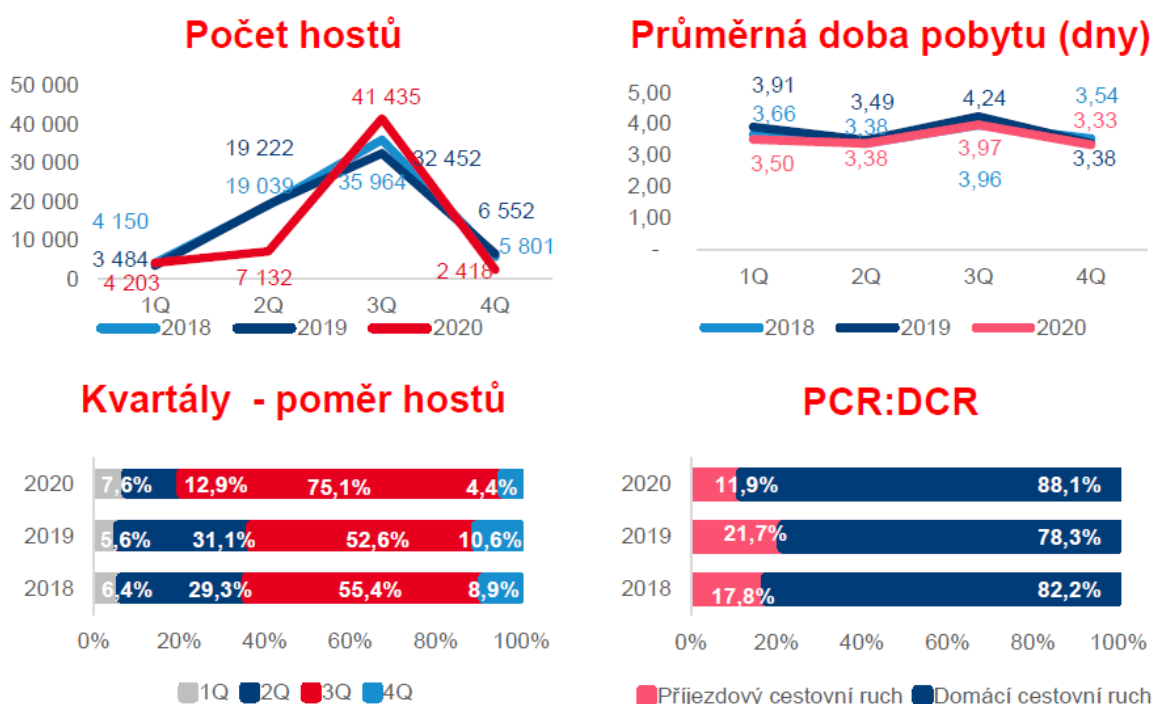 Počet hostů
50 000
40 000
30 000
20 000
10 000
0
41 435
19 222
19 039
32 452
35 964
4 150
3 484
4 203
7 132
6 552
5 801
2 418
1Q 2Q 3Q 4Q
2018 2019 2020
Průměrná doba pobytu (dny)
5,00
4,00
3,00
2,00
1,00
-
3,91
3,66
3,50
3,49
3,38
3,38
4,24
3,97
3,96
3,54
3,33
3,38
1Q 2Q 3Q 4Q
2018 2019 2020
Kvartály - poměr hostů
2020 7,6% 12,9% 75,1% 4,4%
2019 5,6% 31,1% 52,6% 10,6%
2018 6,4% 29,3% 55,4% 8,9%
0% 20% 40% 60% 80% 100%
1Q 2Q 3Q 4Q
PCR:DCR
2020 11,9% 88,1%
2019 21,7% 78,3%
2018 17,8% 82,2%
0% 20% 40% 60% 80% 100%
Příjezdový cestovní ruch Domácí cestovní ruch